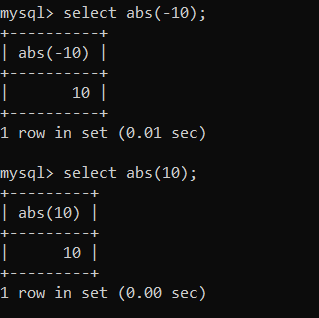 mysql> select abs(-10);
+----------+
| abs(-10) |
+----------+
|       10 |
+----------+
1 row in set (0.01 sec)

mysql> select abs(10);
+---------+
| abs(10) |
+---------+
|      10 |
+---------+
1 row in set (0.00 sec)